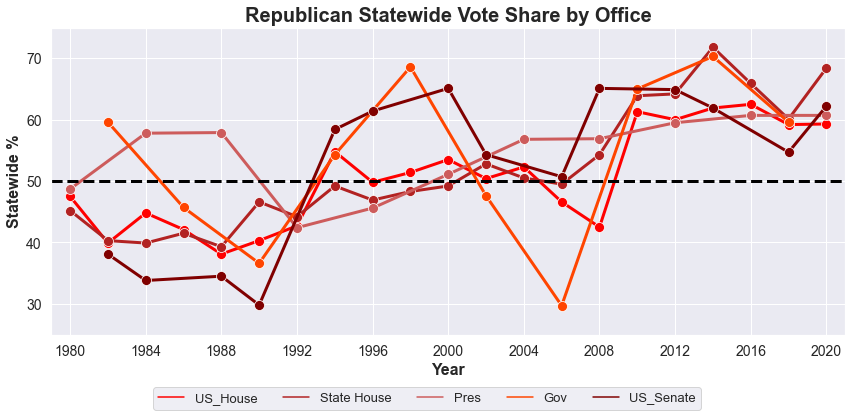 Republican Statewide Vote Share by Office
Statewide %
70
60
50
40
30
1980 1984 1988 1992 1996 2000 2004 2008 2012 2016 2020
Year
US_House State House Pres Gov US_Senate